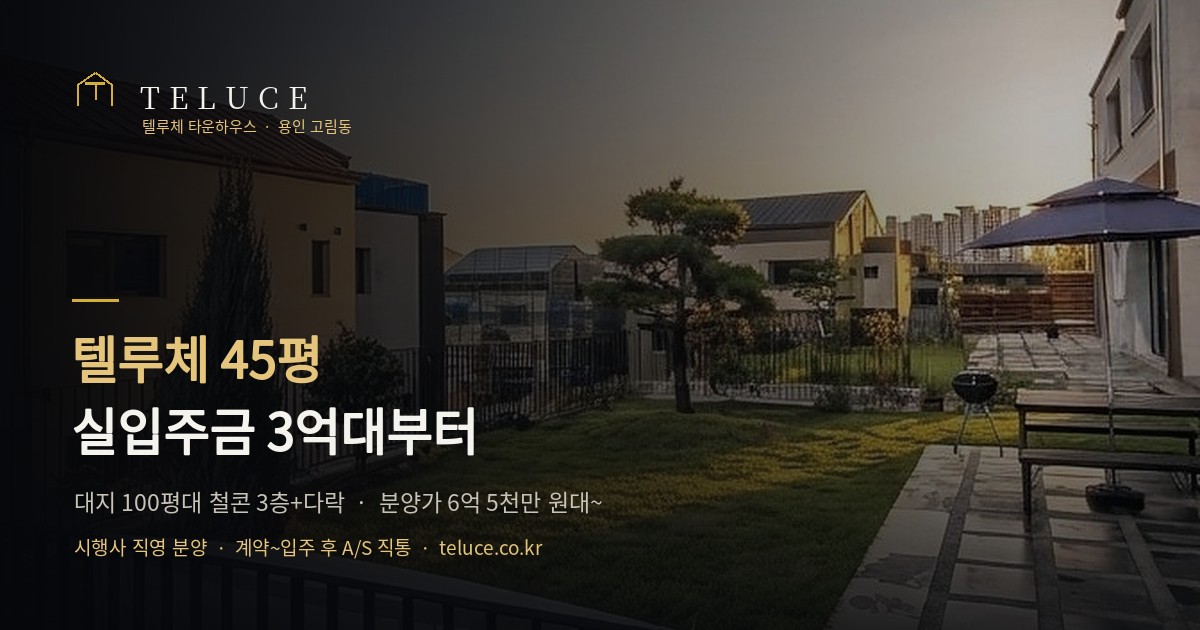 TELUCE
텔루체 타운하우스 · 용인 고림동
텔루체 45평
실입주금 3억대부터
대지 100평대 철콘 3층+다락 · 분양가 6억 5천만 원대~
시행사 직영 분양 · 계약~입주 후 A/S 직통 · teluce.co.kr